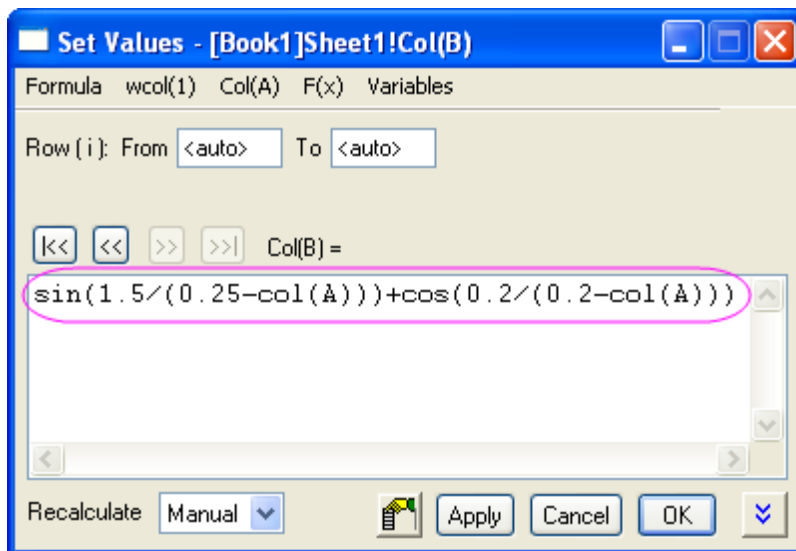 Set Values - [Book1]Sheet1!Col(B)
Formula wcol(1) Col(A) F(x) Variables
Row (i): From <auto> To <auto>
|<< << >> >>| Col(B) =
sin(1.5/(0.25-col(A)))+cos(0.2/(0.2-col(A)))
Recalculate Manual Apply Cancel OK